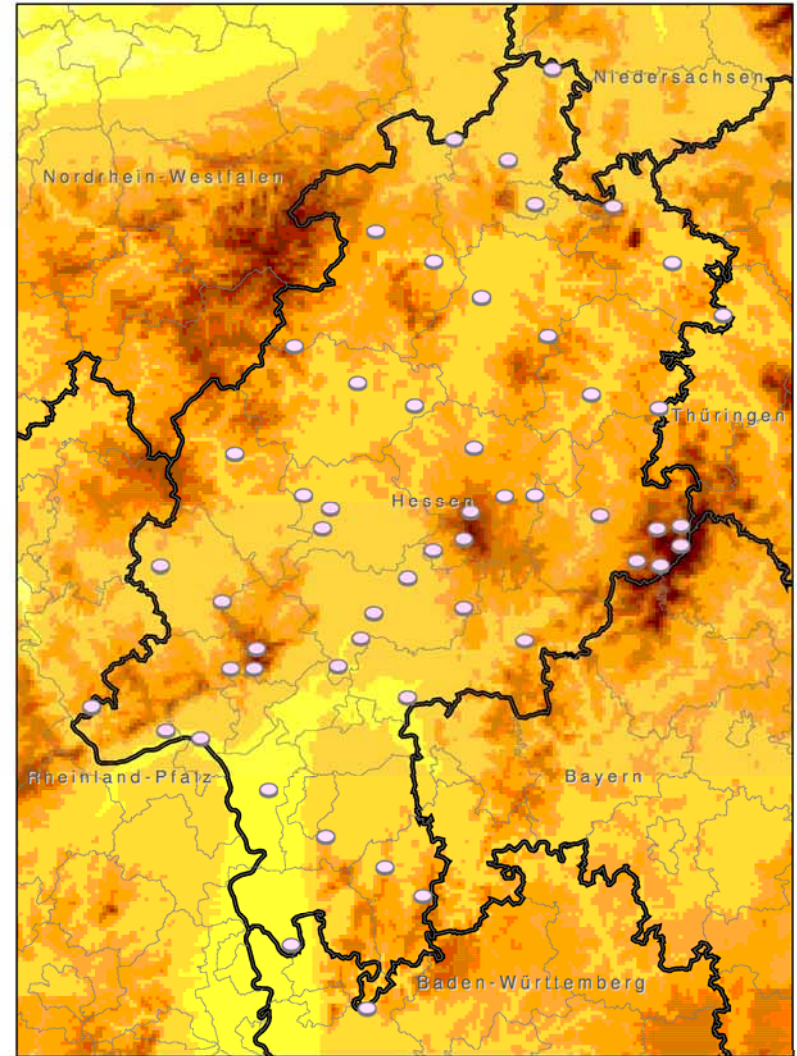 Niedersachsen
Nordrhein-Westfalen
Thüringen
Hessen
Rheinland-Pfalz
Bayern
Baden-Württemberg